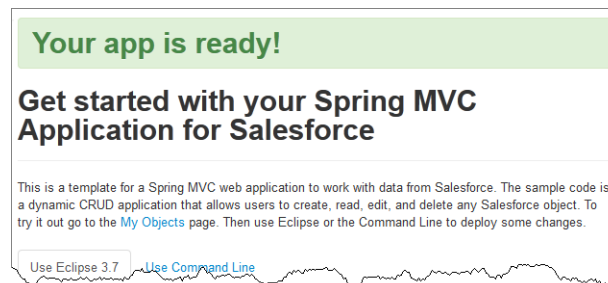 Your app is ready!
Get started with your Spring MVC
Application for Salesforce
This is a template for a Spring MVC web application to work with data from Salesforce. The sample code is
a dynamic CRUD application that allows users to create, read, edit, and delete any Salesforce object. To
try it out go to the My Objects page. Then use Eclipse or the Command Line to deploy some changes.
Use Eclipse 3.7 Use Command Line